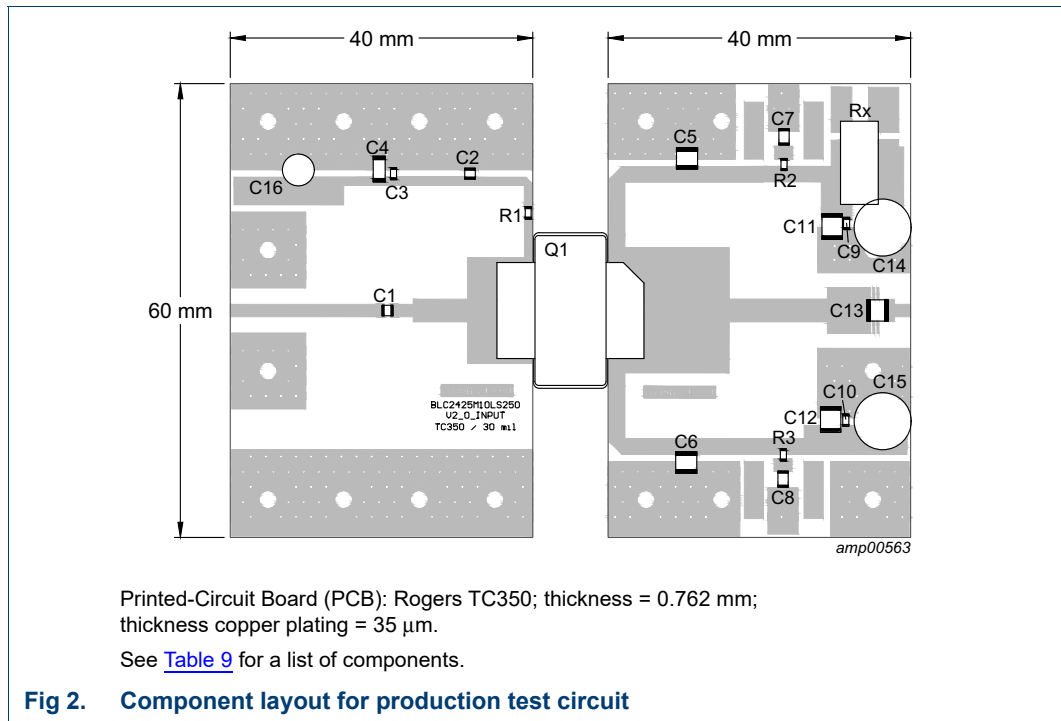 40 mm
40 mm
60 mm
C4
C2
C3
C16
R1
Q1
C1
BLC2425M10LS250
V2_0_INPUT
TC350 / 30 mil
C5
C7
Rx
R2
C11
C9
C14
C13
C15
C10
C12
R3
C6
C8
amp00563
Printed-Circuit Board (PCB): Rogers TC350; thickness = 0.762 mm;
thickness copper plating = 35 μm.
See Table 9 for a list of components.
Fig 2. Component layout for production test circuit